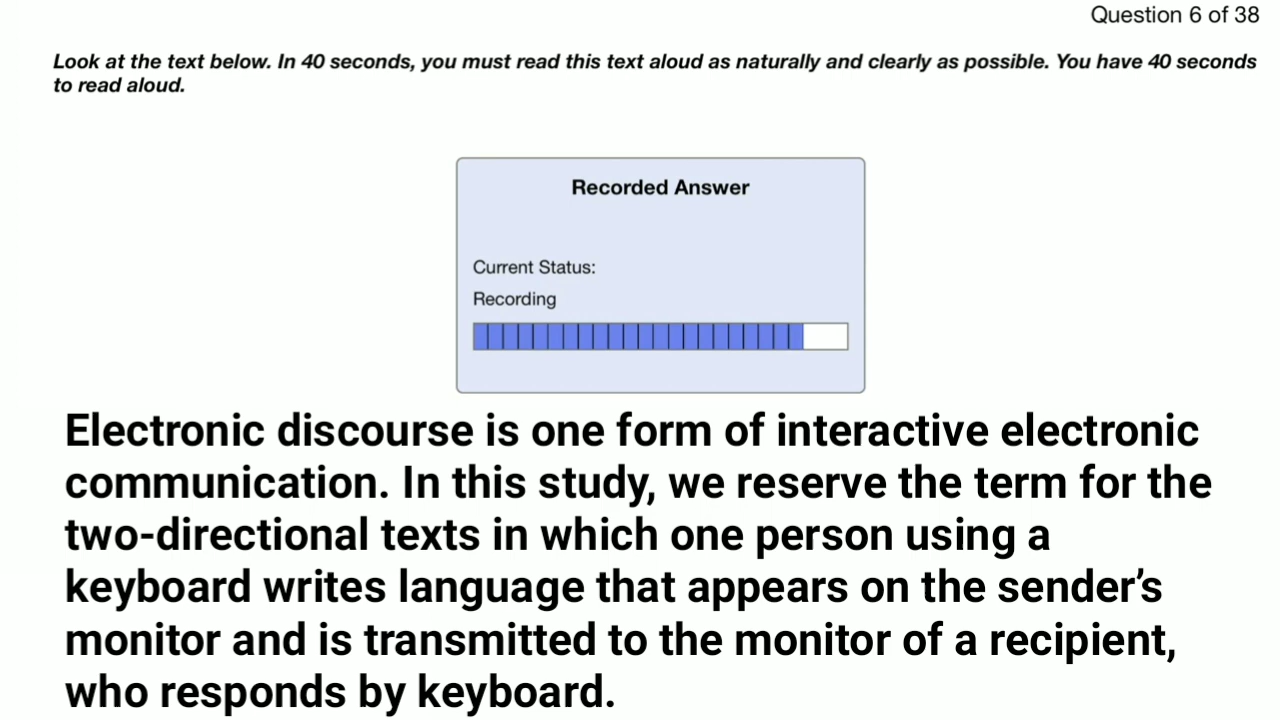 Question 6 of 38
Look at the text below. In 40 seconds, you must read this text aloud as naturally and clearly as possible. You have 40 seconds
to read aloud.
Recorded Answer
Current Status:
Recording
Electronic discourse is one form of interactive electronic
communication. In this study, we reserve the term for the
two-directional texts in which one person using a
keyboard writes language that appears on the sender’s
monitor and is transmitted to the monitor of a recipient,
who responds by keyboard.